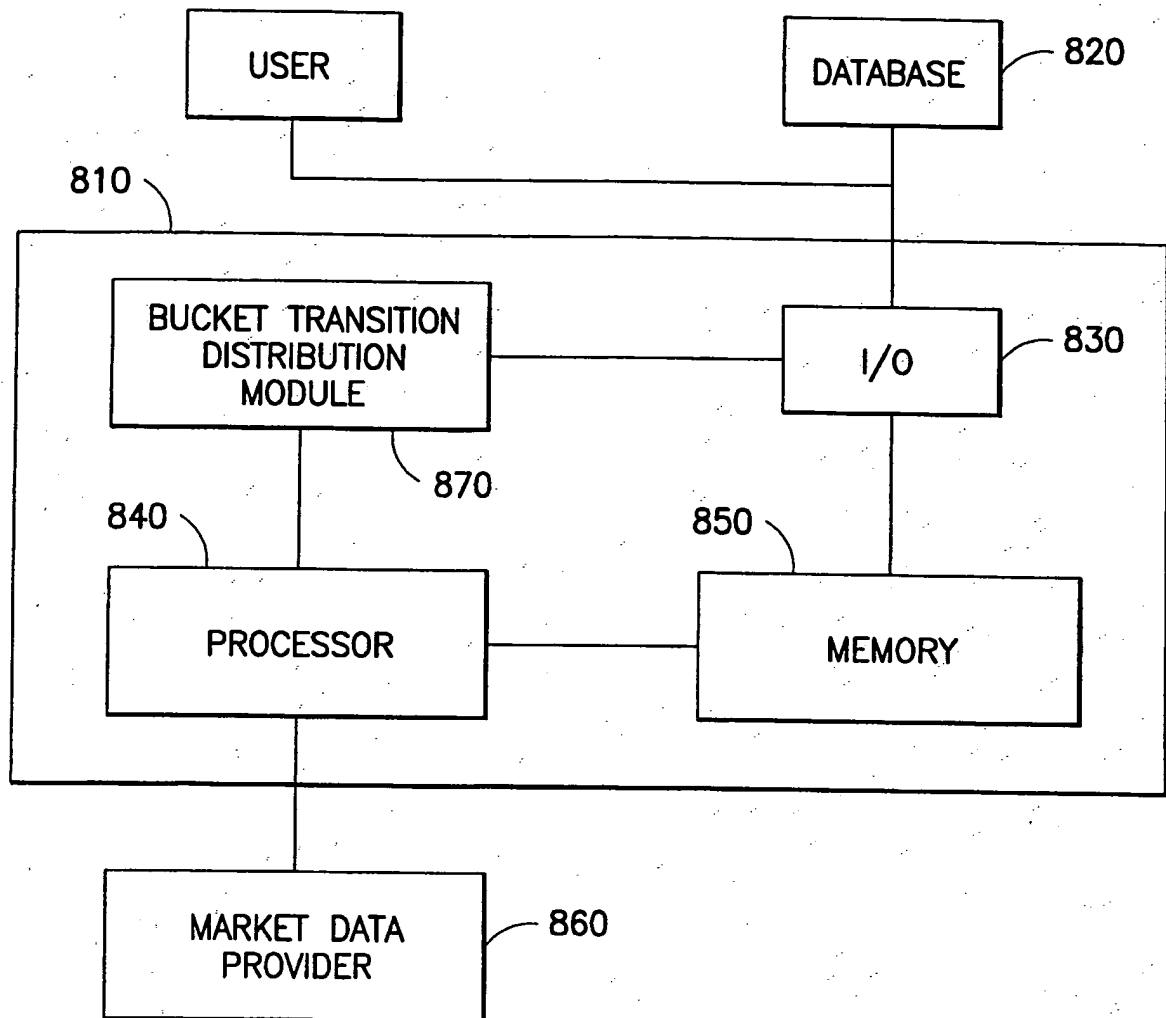 USER
DATABASE
820
810
BUCKET TRANSITION
DISTRIBUTION
MODULE
I/O
830
870
840
850
PROCESSOR
MEMORY
MARKET DATA
PROVIDER
860